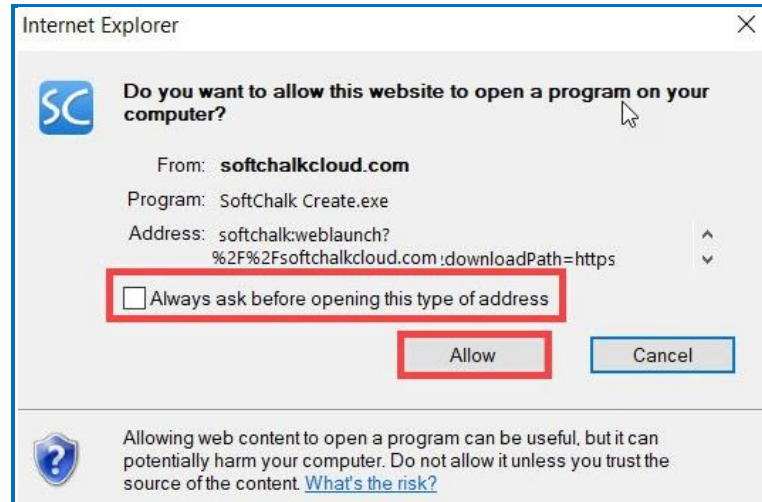 Internet Explorer
SC
Do you want to allow this website to open a program on your
computer?
From: softchalkcloud.com
Program: SoftChalk Create.exe
Address: softchalk:weblaunch?
%2F%2Fsoftchalkcloud.com:downloadPath=https
Always ask before opening this type of address
Allow Cancel
Allowing web content to open a program can be useful, but it can
potentially harm your computer. Do not allow it unless you trust the
source of the content. What's the risk?